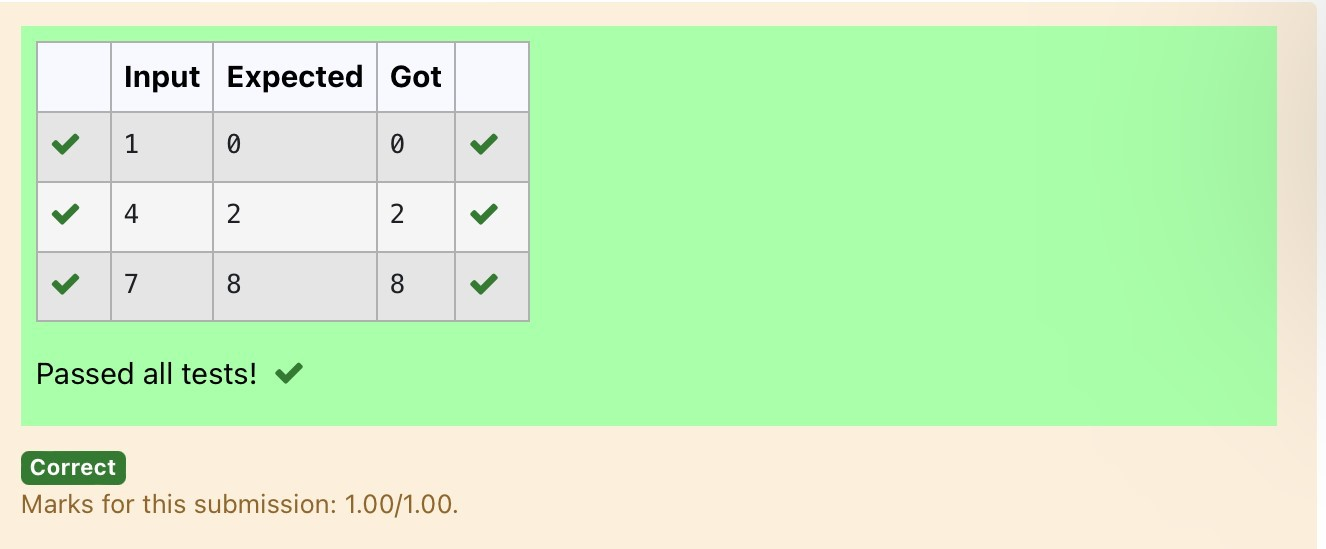 Input Expected Got
1 0 0
4 2 2
7 8 8
Passed all tests!
Correct
Marks for this submission: 1.00/1.00.